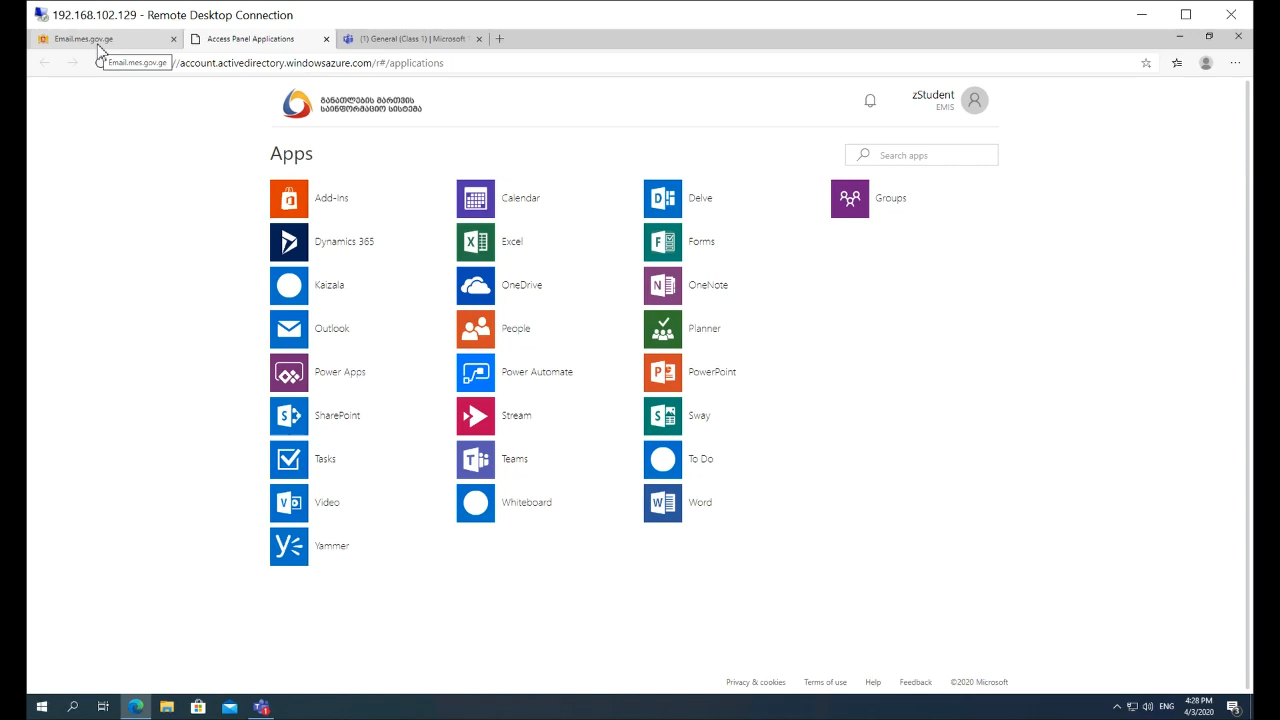 192.168.102.129 - Remote Desktop Connection
Email.mes.gov.ge
Access Panel Applications
(1) General (Class 1) | Microsoft
Email.mes.gov.ge
//account.activedirectory.windowsazure.com/r#/applications
განათლების მართვის
საინფორმაციო სისტემა
zStudent
EMIS
Apps
Search apps
Add-Ins
Calendar
Delve
Groups
Dynamics 365
Excel
Forms
Kaizala
OneDrive
OneNote
Outlook
People
Planner
Power Apps
Power Automate
PowerPoint
SharePoint
Stream
Sway
Tasks
Teams
To Do
Video
Whiteboard
Word
Yammer
Privacy & cookies
Terms of use
Help
Feedback
©2020 Microsoft
ENG
4:28 PM
4/3/2020